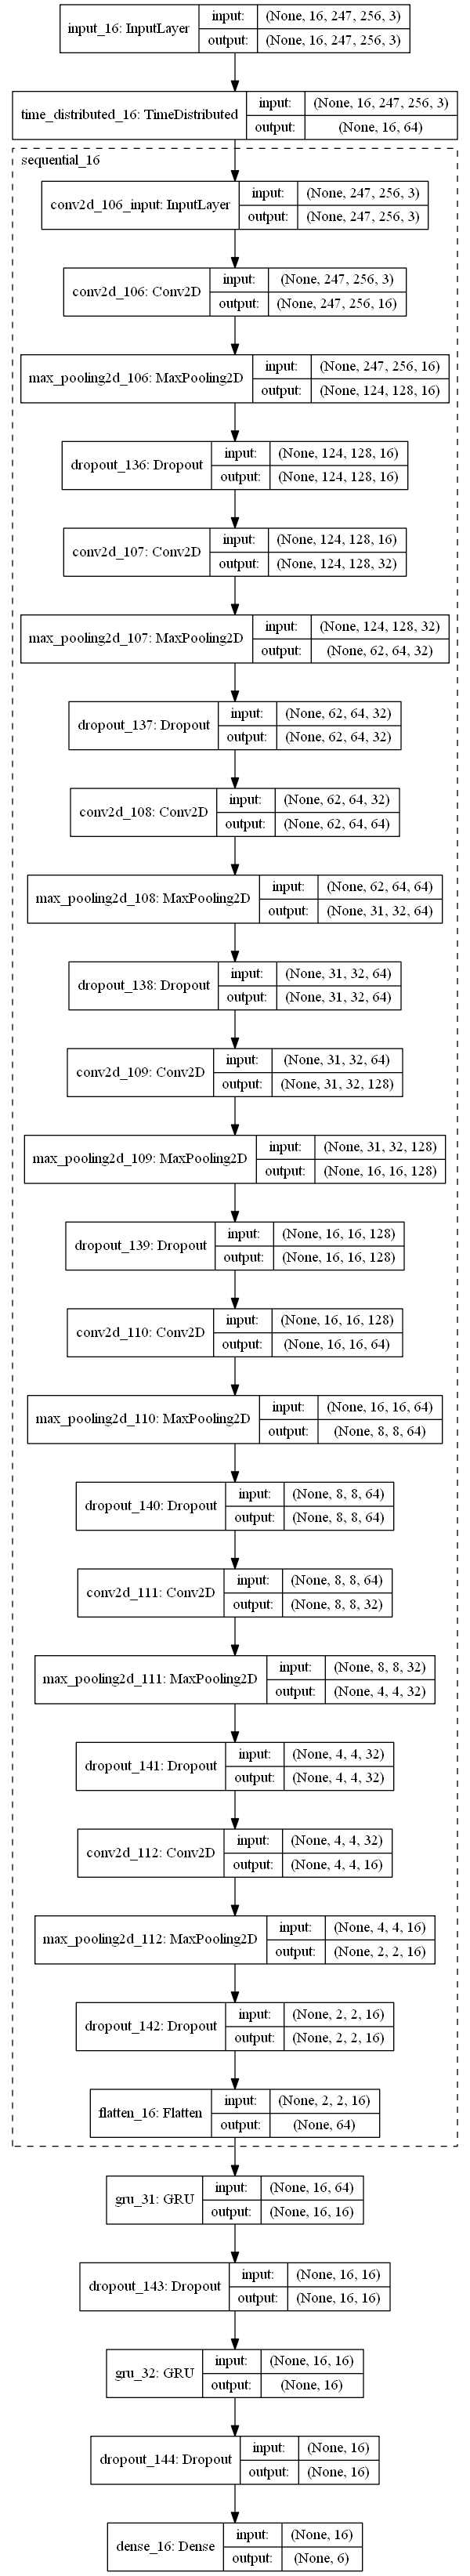 input_16: InputLayer
input:
(None, 16, 247, 256, 3)
output:
(None, 16, 247, 256, 3)
time_distributed_16: TimeDistributed
input:
(None, 16, 247, 256, 3)
output:
(None, 16, 64)
sequential_16
conv2d_106_input: InputLayer
input:
(None, 247, 256, 3)
output:
(None, 247, 256, 3)
conv2d_106: Conv2D
input:
(None, 247, 256, 3)
output:
(None, 247, 256, 16)
max_pooling2d_106: MaxPooling2D
input:
(None, 247, 256, 16)
output:
(None, 124, 128, 16)
dropout_136: Dropout
input:
(None, 124, 128, 16)
output:
(None, 124, 128, 16)
conv2d_107: Conv2D
input:
(None, 124, 128, 16)
output:
(None, 124, 128, 32)
max_pooling2d_107: MaxPooling2D
input:
(None, 124, 128, 32)
output:
(None, 62, 64, 32)
dropout_137: Dropout
input:
(None, 62, 64, 32)
output:
(None, 62, 64, 32)
conv2d_108: Conv2D
input:
(None, 62, 64, 32)
output:
(None, 62, 64, 64)
max_pooling2d_108: MaxPooling2D
input:
(None, 62, 64, 64)
output:
(None, 31, 32, 64)
dropout_138: Dropout
input:
(None, 31, 32, 64)
output:
(None, 31, 32, 64)
conv2d_109: Conv2D
input:
(None, 31, 32, 64)
output:
(None, 31, 32, 128)
max_pooling2d_109: MaxPooling2D
input:
(None, 31, 32, 128)
output:
(None, 16, 16, 128)
dropout_139: Dropout
input:
(None, 16, 16, 128)
output:
(None, 16, 16, 128)
conv2d_110: Conv2D
input:
(None, 16, 16, 128)
output:
(None, 16, 16, 64)
max_pooling2d_110: MaxPooling2D
input:
(None, 16, 16, 64)
output:
(None, 8, 8, 64)
dropout_140: Dropout
input:
(None, 8, 8, 64)
output:
(None, 8, 8, 64)
conv2d_111: Conv2D
input:
(None, 8, 8, 64)
output:
(None, 8, 8, 32)
max_pooling2d_111: MaxPooling2D
input:
(None, 8, 8, 32)
output:
(None, 4, 4, 32)
dropout_141: Dropout
input:
(None, 4, 4, 32)
output:
(None, 4, 4, 32)
conv2d_112: Conv2D
input:
(None, 4, 4, 32)
output:
(None, 4, 4, 16)
max_pooling2d_112: MaxPooling2D
input:
(None, 4, 4, 16)
output:
(None, 2, 2, 16)
dropout_142: Dropout
input:
(None, 2, 2, 16)
output:
(None, 2, 2, 16)
flatten_16: Flatten
input:
(None, 2, 2, 16)
output:
(None, 64)
gru_31: GRU
input:
(None, 16, 64)
output:
(None, 16, 16)
dropout_143: Dropout
input:
(None, 16, 16)
output:
(None, 16, 16)
gru_32: GRU
input:
(None, 16, 16)
output:
(None, 16)
dropout_144: Dropout
input:
(None, 16)
output:
(None, 16)
dense_16: Dense
input:
(None, 16)
output:
(None, 6)